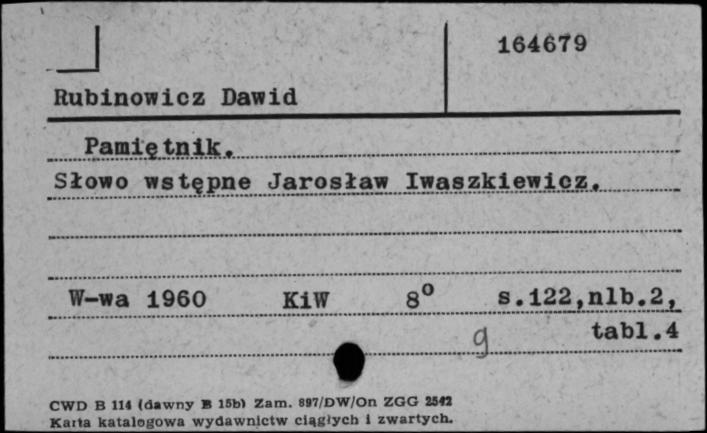 164679
Rubinowicz Dawid
Pamiętnik.
Słowo wstępne Jarosław Iwaszkiewicz.
W-wa 1960 KiW 8° s.122,nlb.2,
g tabl.4
CWD B 114 (dawny B 15b) Zam. 897/DW/On ZGG 2542
Karta katalogowa wydawnictw ciągłych i zwartych.